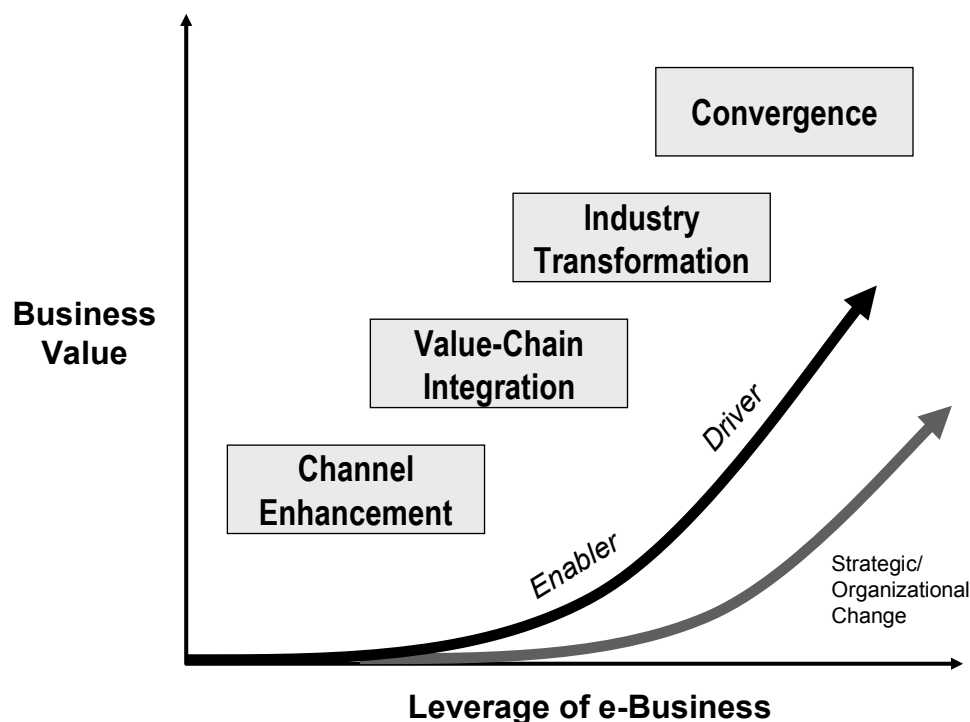 Convergence
Industry
Transformation
Business
Value
Value-Chain
Integration
Driver
Channel
Enhancement
Enabler
Strategic/
Organizational
Change
Leverage of e-Business